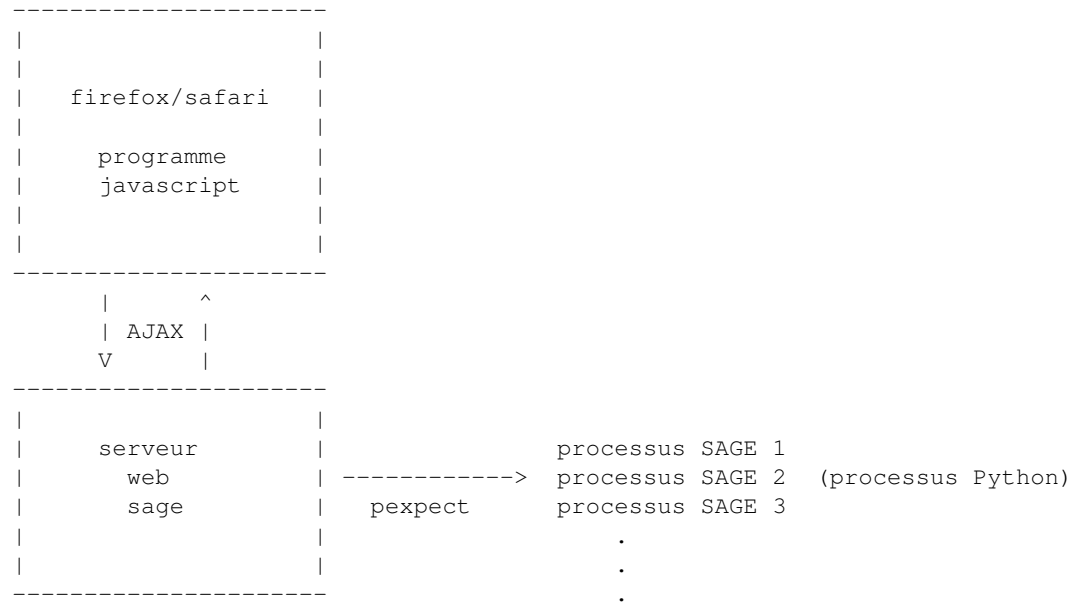 ----------------------
|                    |
|                    |
|   firefox/safari   |
|                    |
|     programme      |
|     javascript     |
|                    |
|                    |
----------------------
      |      ^
      | AJAX |
      V      |
----------------------
|                    |
|     serveur        |                processus SAGE 1
|       web          | ------------>  processus SAGE 2  (processus Python)
|       sage         |   pexpect      processus SAGE 3
|                    |                    .
|                    |                    .
----------------------                    .